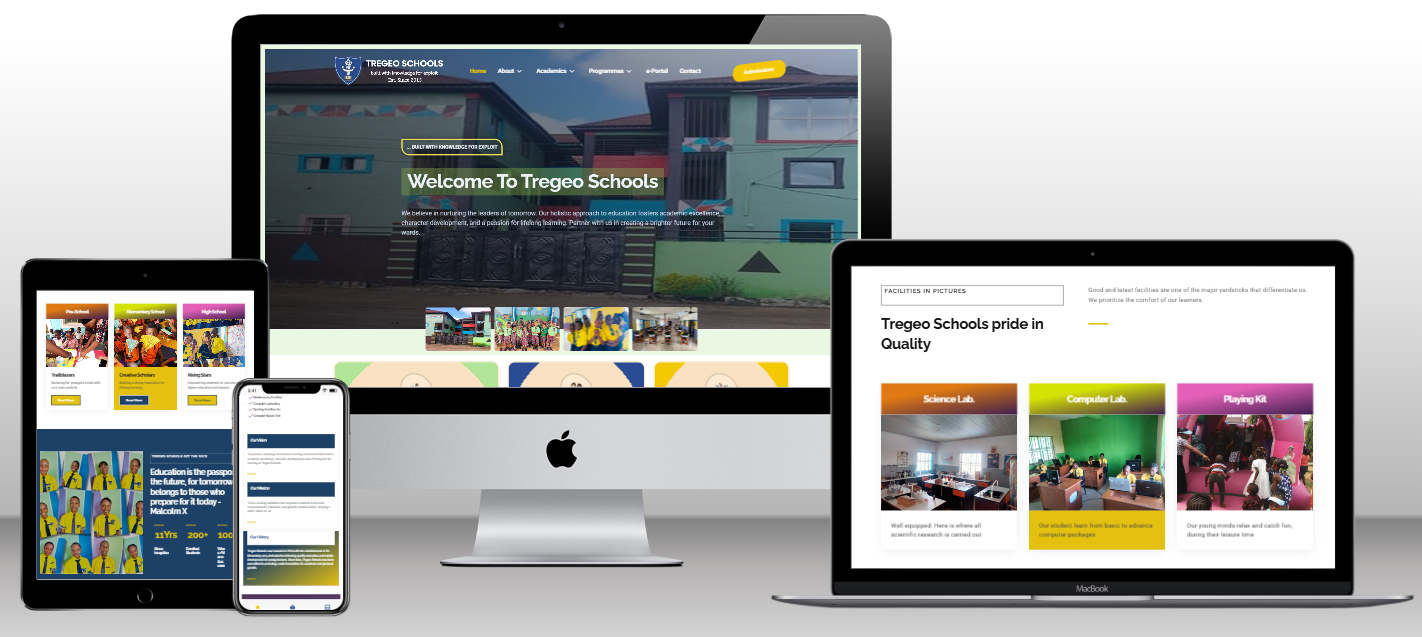 TREGEO SCHOOLS
built with knowledge for exploit
Est. Since 2013
Home About Academics Programmes e-Portal Contact
Admission
... BUILT WITH KNOWLEDGE FOR EXPLOIT
Welcome To Tregeo Schools
We believe in nurturing the leaders of tomorrow. Our holistic approach to education fosters academic excellence,
character development, and a passion for lifelong learning. Partner with us in creating a brighter future for your
wards.
Pre-School Elementary School High School
Trailblazers Creative Scholars Rising Stars
Read More Read More Read More
TREGEO SCHOOLS SET THE PACE
Education is the passpo
the future, for tomorrow
belongs to those who
prepare for it today -
Malcolm X
11Yrs 200+ 100
9:41
Our Vision
Our Mission
Our History
FACILITIES IN PICTURES
Tregeo Schools pride in
Quality
Good and latest facilities are one of the major yardsticks that differentiate us.
We prioritize the comfort of our learners.
Science Lab. Computer Lab. Playing Kit
Well equipped: Here is where all
scientific research is carried out
Our student learn from basic to advance
computer packages
Our young minds relax and catch fun,
during their leisure time
MacBook